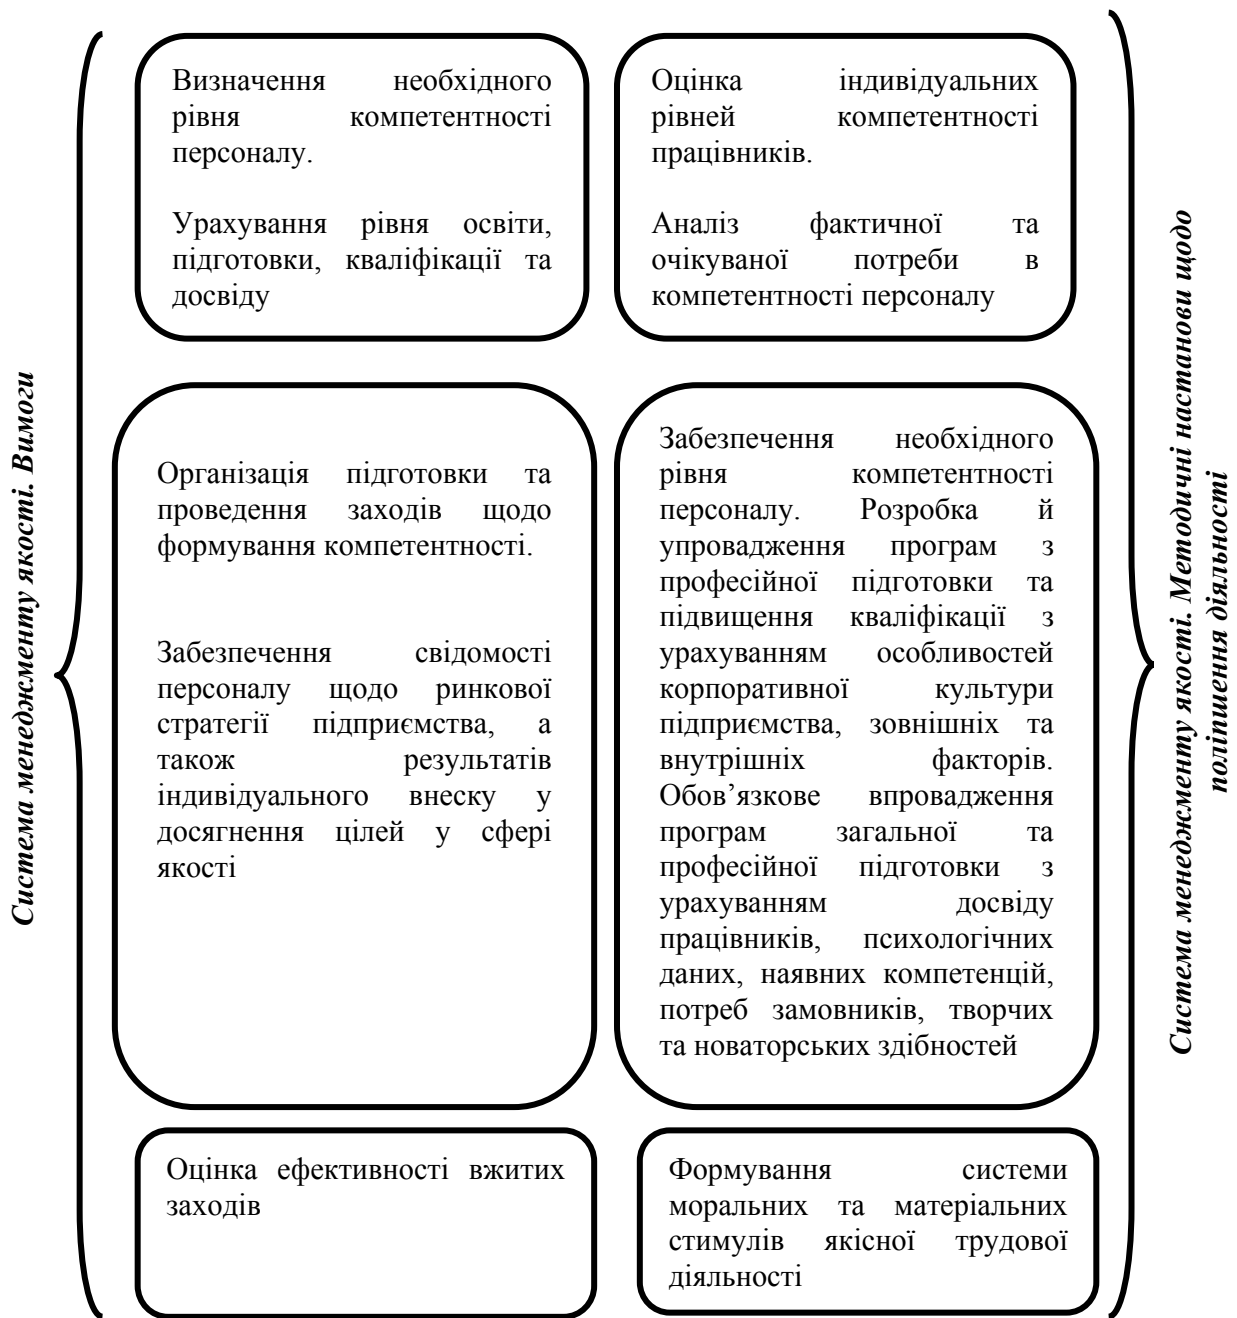 Система менеджменту якості. Вимоги
Визначення необхідного
рівня компетентності
персоналу.
Урахування рівня освіти,
підготовки, кваліфікації та
досвіду
Оцінка індивідуальних
рівней компетентності
працівників.
Аналіз фактичної та
очікуваної потреби в
компетентності персоналу
Організація підготовки та
проведення заходів щодо
формування компетентності.
Забезпечення свідомості
персоналу щодо ринкової
стратегії підприємства, а
також результатів
індивідуального внеску у
досягнення цілей у сфері
якості
Забезпечення необхідного
рівня компетентності
персоналу. Розробка й
упровадження програм з
професійної підготовки та
підвищення кваліфікації з
урахуванням особливостей
корпоративної культури
підприємства, зовнішніх та
внутрішніх факторів.
Обов’язкове впровадження
програм загальної та
професійної підготовки з
урахуванням досвіду
працівників, психологічних
даних, наявних компетенцій,
потреб замовників, творчих
та новаторських здібностей
Оцінка ефективності вжитих
заходів
Формування системи
моральних та матеріальних
стимулів якісної трудової
діяльності
Система менеджменту якості. Методичні настанови щодо
поліпшення діяльності